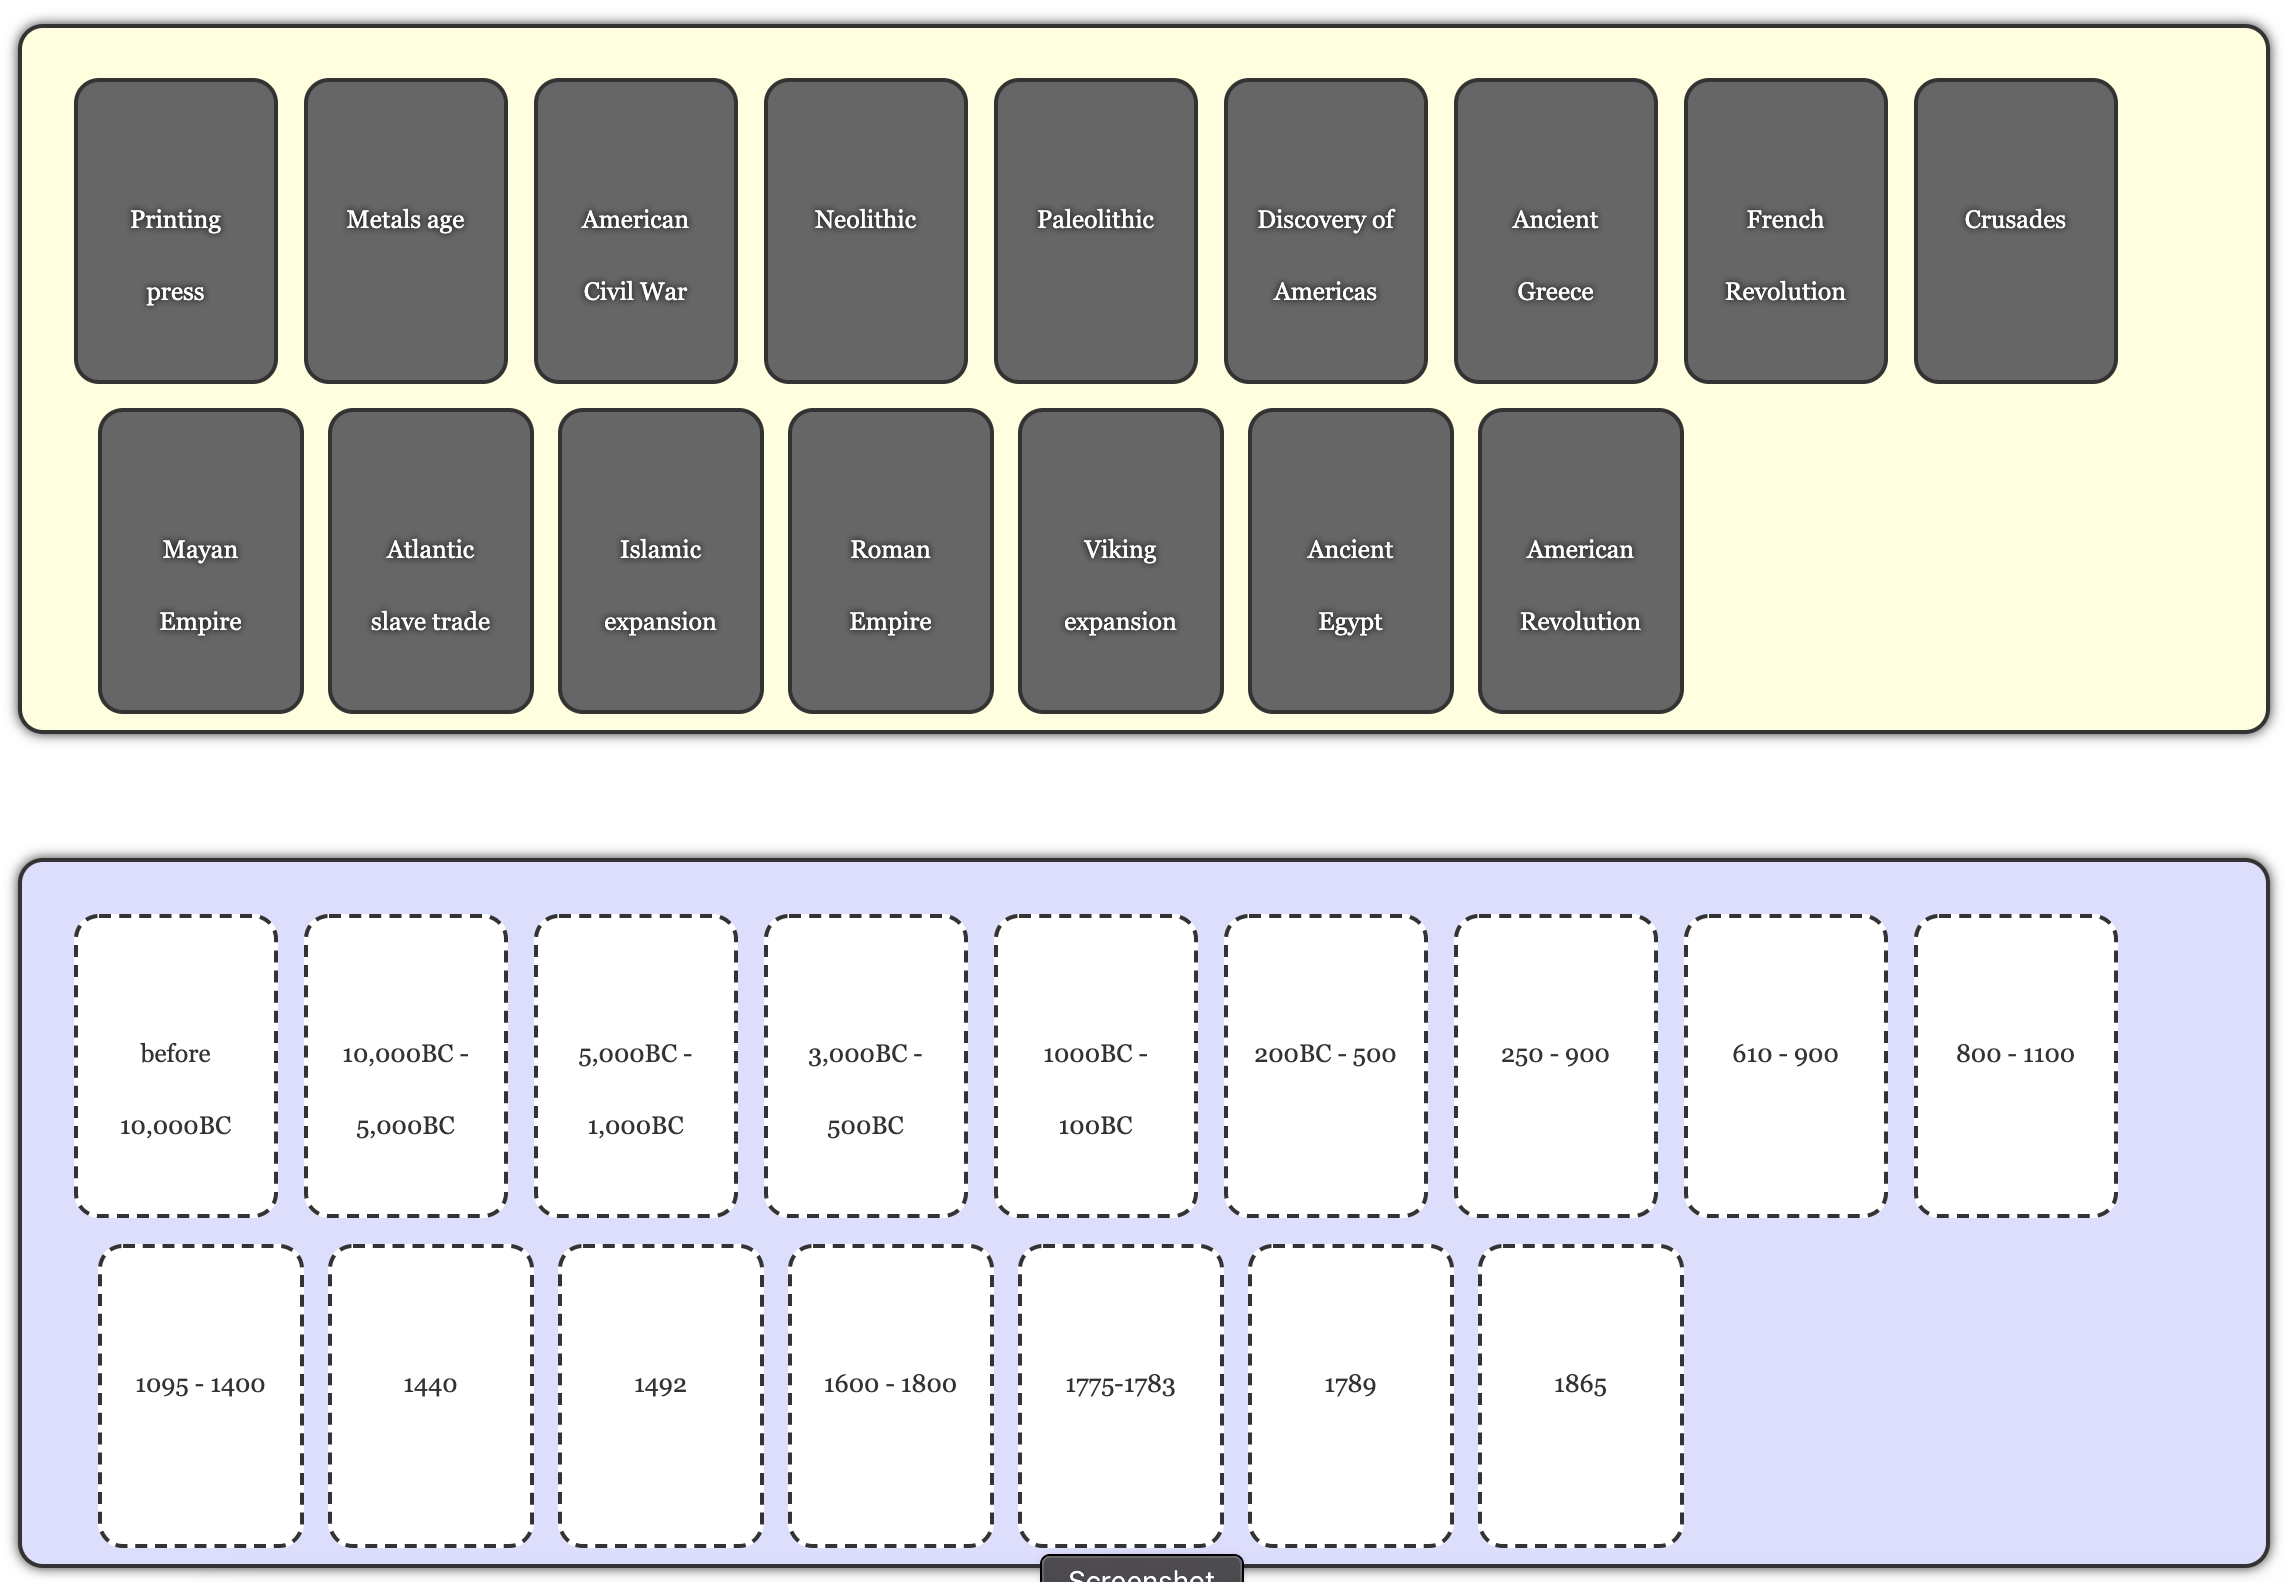 Printing
press
Metals age
American
Civil War
Neolithic
Paleolithic
Discovery of
Americas
Ancient
Greece
French
Revolution
Crusades
Mayan
Empire
Atlantic
slave trade
Islamic
expansion
Roman
Empire
Viking
expansion
Ancient
Egypt
American
Revolution
before
10,000BC
10,000BC -
5,000BC
5,000BC -
1,000BC
3,000BC -
500BC
1000BC -
100BC
200BC - 500
250 - 900
610 - 900
800 - 1100
1095 - 1400
1440
1492
1600 - 1800
1775-1783
1789
1865
Screenshot